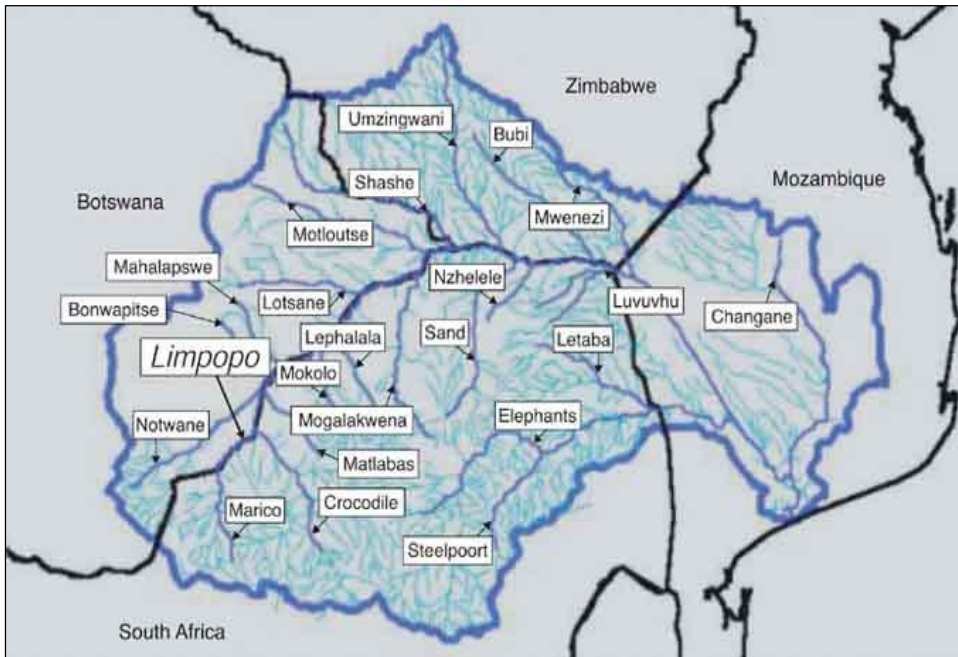 Zimbabwe
Umzingwani
Bubi
Mozambique
Shashe
Botswana
Mwenezi
Motloutse
Mahalapswe
Nzhelele
Bonwapitse
Lotsane
Luvuvhu
Changane
Limpopo
Lephalala
Sand
Letaba
Mokolo
Notwane
Mogalakwena
Elephants
Matlabas
Marico
Crocodile
Steelpoort
South Africa